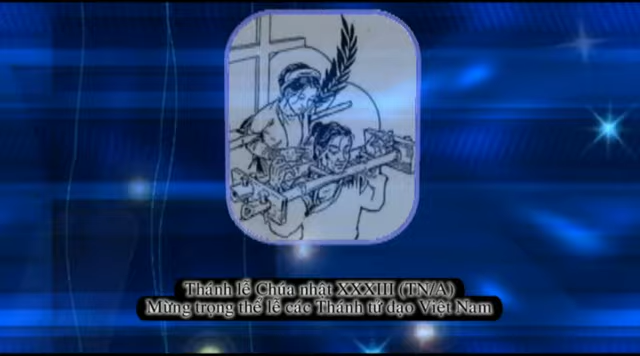 Thánh lễ Chúa nhật XXXIII (TN/A)
Mừng trọng thể lễ các Thánh tử đạo Việt Nam